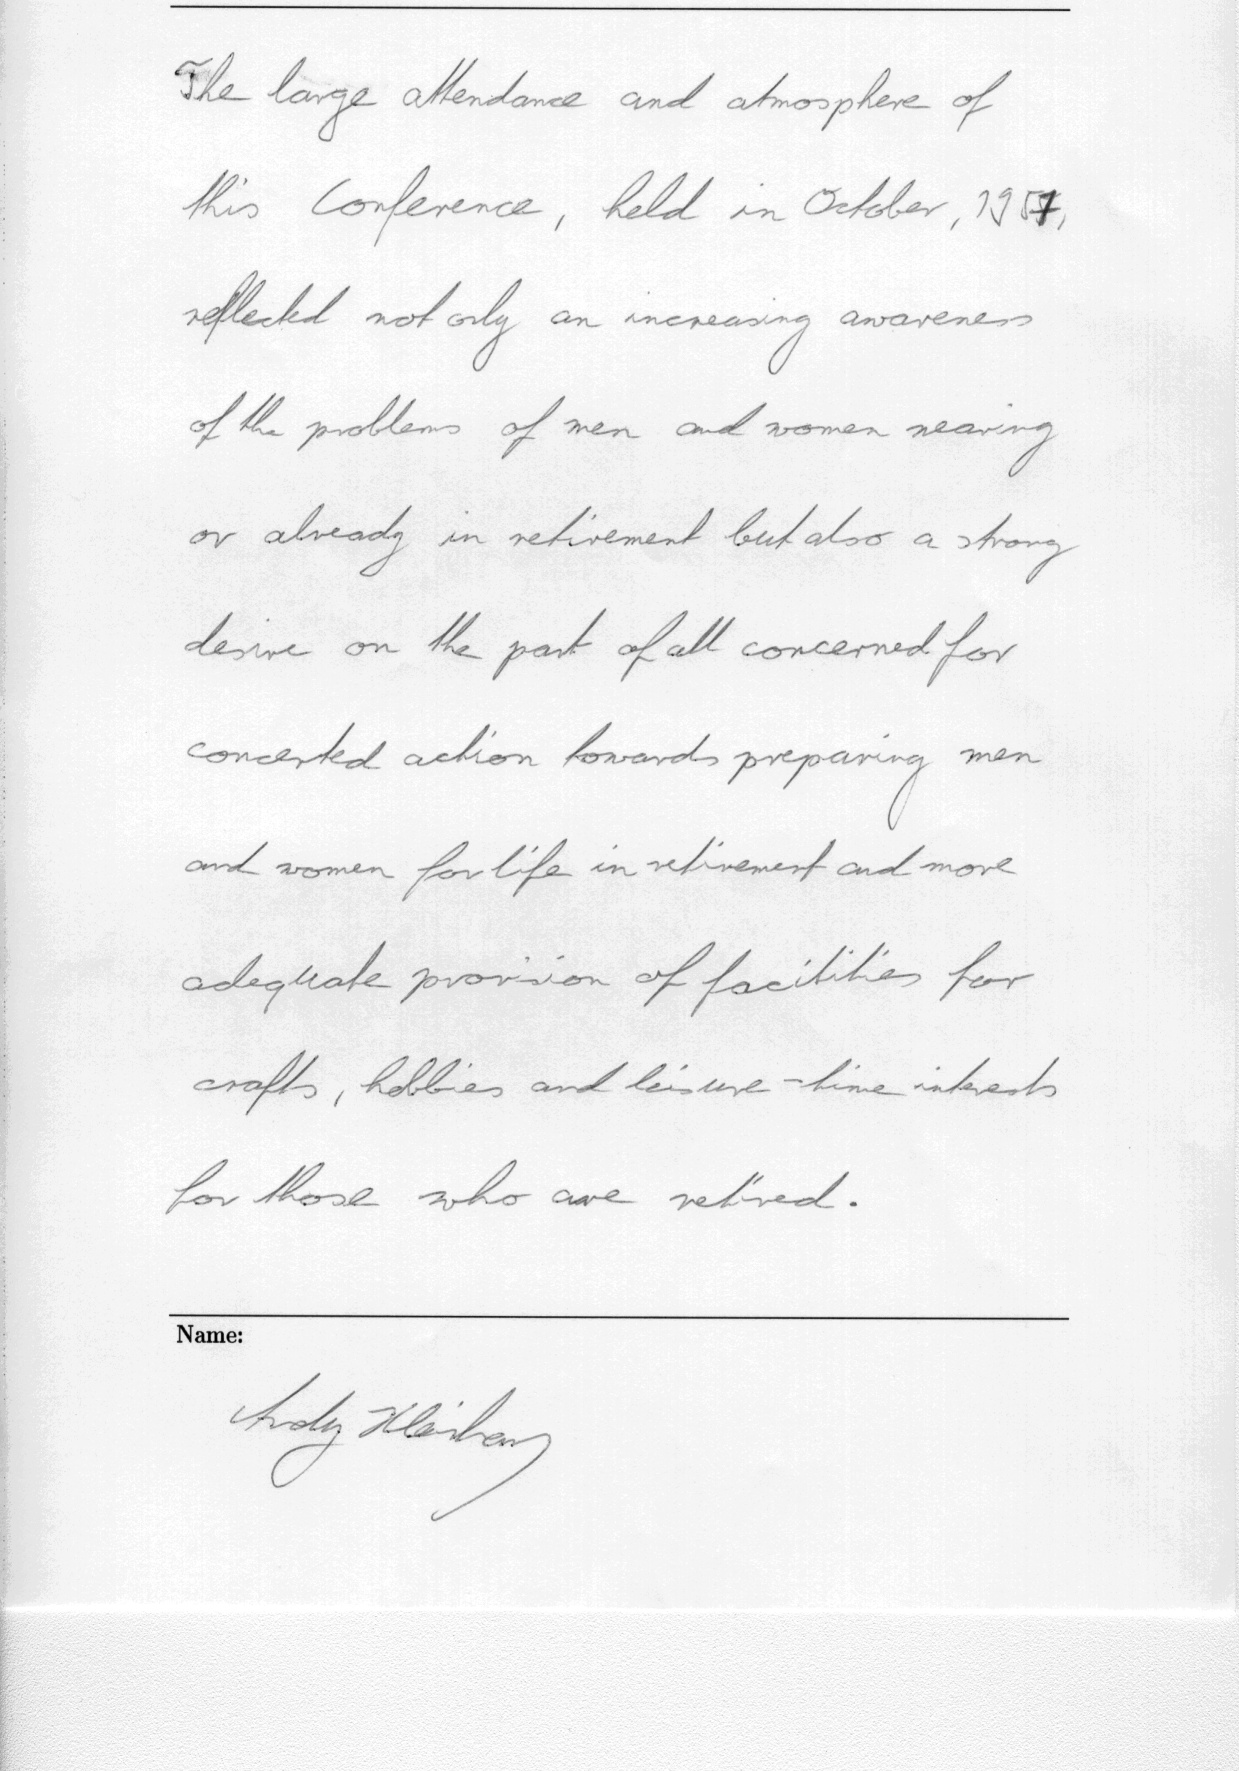 The large attendance and atmosphere of
this Conference, held in October, 1957,
reflected not only an increasing awareness
of the problems of men and women nearing
or already in retirement but also a strong
desire on the part of all concerned for
concerted action towards preparing men
and women for life in retirement and more
adequate provision of facilities for
crafts, hobbies and leisure-time interests
for those who are retired.
Name:
Andy